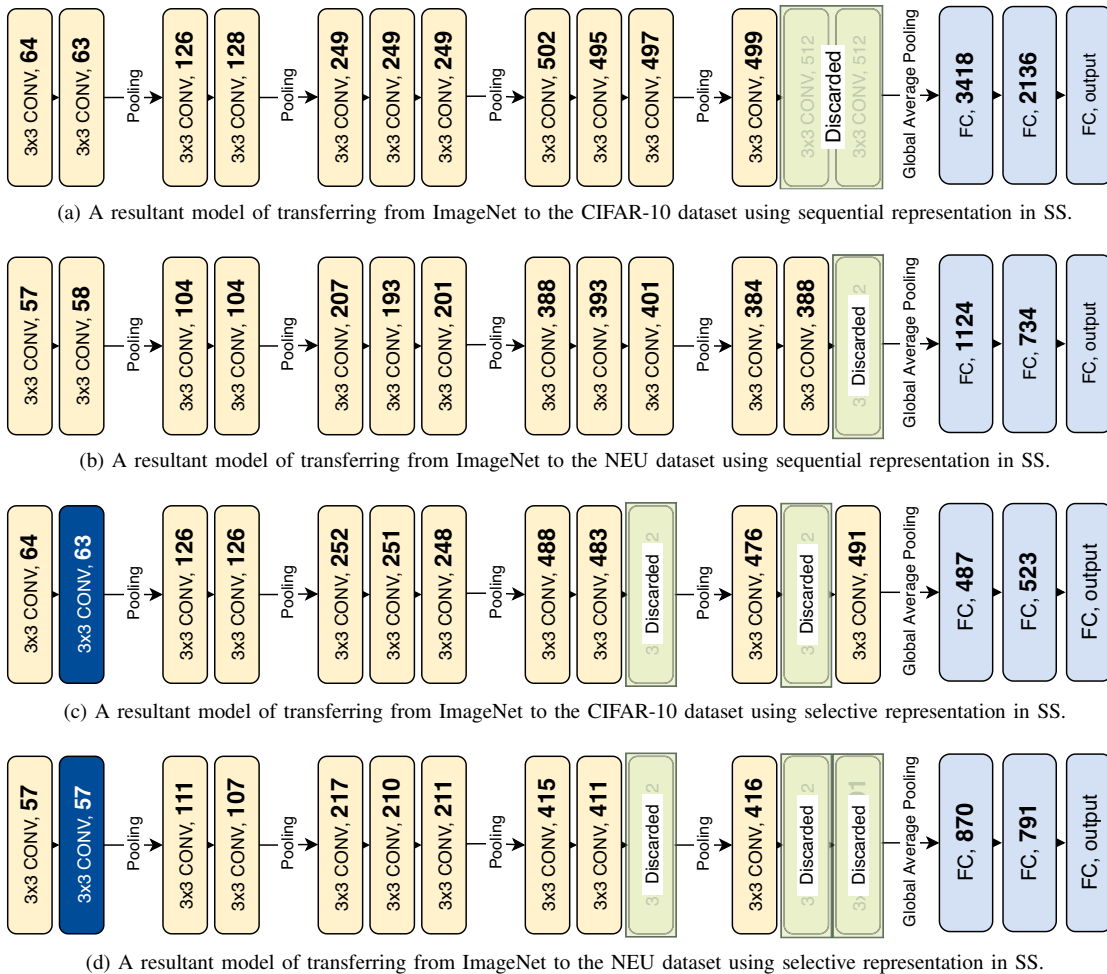 3x3 CONV, 64
3x3 CONV, 63
Pooling
3x3 CONV, 126
3x3 CONV, 128
Pooling
3x3 CONV, 249
3x3 CONV, 249
3x3 CONV, 249
Pooling
3x3 CONV, 502
3x3 CONV, 495
3x3 CONV, 497
Pooling
3x3 CONV, 499
3x3 CONV, 512
Discarded
3x3 CONV, 512
Global Average Pooling
FC, 3418
FC, 2136
FC, output
(a) A resultant model of transferring from ImageNet to the CIFAR-10 dataset using sequential representation in SS.
3x3 CONV, 57
3x3 CONV, 58
Pooling
3x3 CONV, 104
3x3 CONV, 104
Pooling
3x3 CONV, 207
3x3 CONV, 193
3x3 CONV, 201
Pooling
3x3 CONV, 388
3x3 CONV, 393
3x3 CONV, 401
Pooling
3x3 CONV, 384
3x3 CONV, 388
Discarded
Global Average Pooling
FC, 1124
FC, 734
FC, output
(b) A resultant model of transferring from ImageNet to the NEU dataset using sequential representation in SS.
3x3 CONV, 64
3x3 CONV, 63
Pooling
3x3 CONV, 126
3x3 CONV, 126
Pooling
3x3 CONV, 252
3x3 CONV, 251
3x3 CONV, 248
Pooling
3x3 CONV, 488
3x3 CONV, 483
Discarded
Pooling
3x3 CONV, 476
Discarded
3x3 CONV, 491
Global Average Pooling
FC, 487
FC, 523
FC, output
(c) A resultant model of transferring from ImageNet to the CIFAR-10 dataset using selective representation in SS.
3x3 CONV, 57
3x3 CONV, 57
Pooling
3x3 CONV, 111
3x3 CONV, 107
Pooling
3x3 CONV, 217
3x3 CONV, 210
3x3 CONV, 211
Pooling
3x3 CONV, 415
3x3 CONV, 411
Discarded
Pooling
3x3 CONV, 416
Discarded
Discarded
Global Average Pooling
FC, 870
FC, 791
FC, output
(d) A resultant model of transferring from ImageNet to the NEU dataset using selective representation in SS.